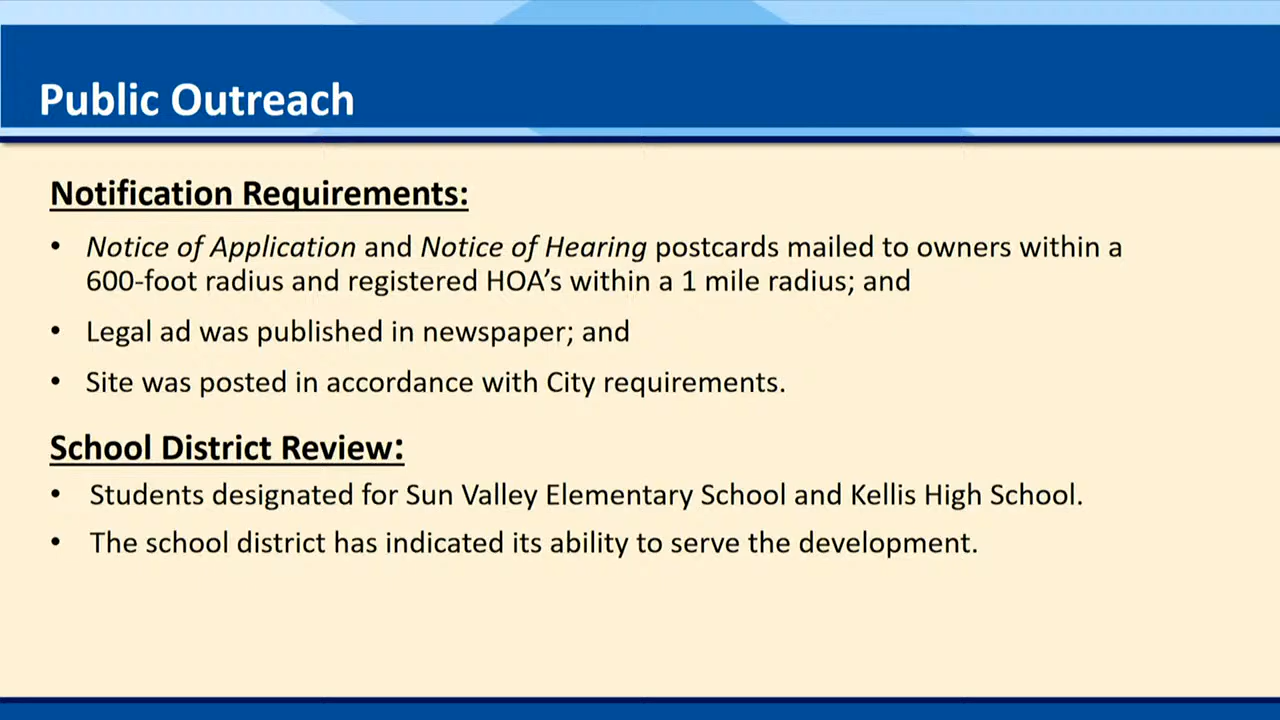 Public Outreach
Notification Requirements:
• Notice of Application and Notice of Hearing postcards mailed to owners within a
600-foot radius and registered HOA’s within a 1 mile radius; and
• Legal ad was published in newspaper; and
• Site was posted in accordance with City requirements.
School District Review:
• Students designated for Sun Valley Elementary School and Kellis High School.
• The school district has indicated its ability to serve the development.